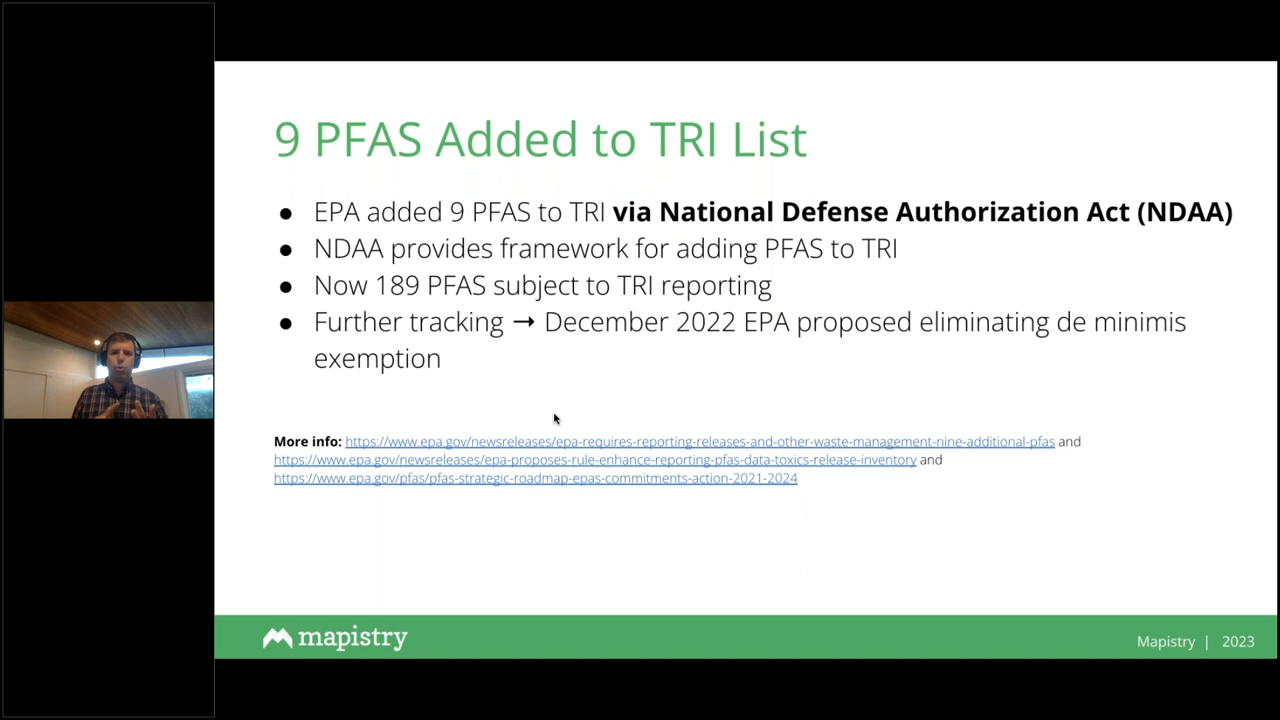 9 PFAS Added to TRI List
● EPA added 9 PFAS to TRI via National Defense Authorization Act (NDAA)
● NDAA provides framework for adding PFAS to TRI
● Now 189 PFAS subject to TRI reporting
● Further tracking → December 2022 EPA proposed eliminating de minimis
exemption
More info: https://www.epa.gov/newsreleases/epa-requires-reporting-releases-and-other-waste-management-nine-additional-pfas and
https://www.epa.gov/newsreleases/epa-proposes-rule-enhance-reporting-pfas-data-toxics-release-inventory and
https://www.epa.gov/pfas/pfas-strategic-roadmap-epas-commitments-action-2021-2024
mapistry
Mapistry | 2023